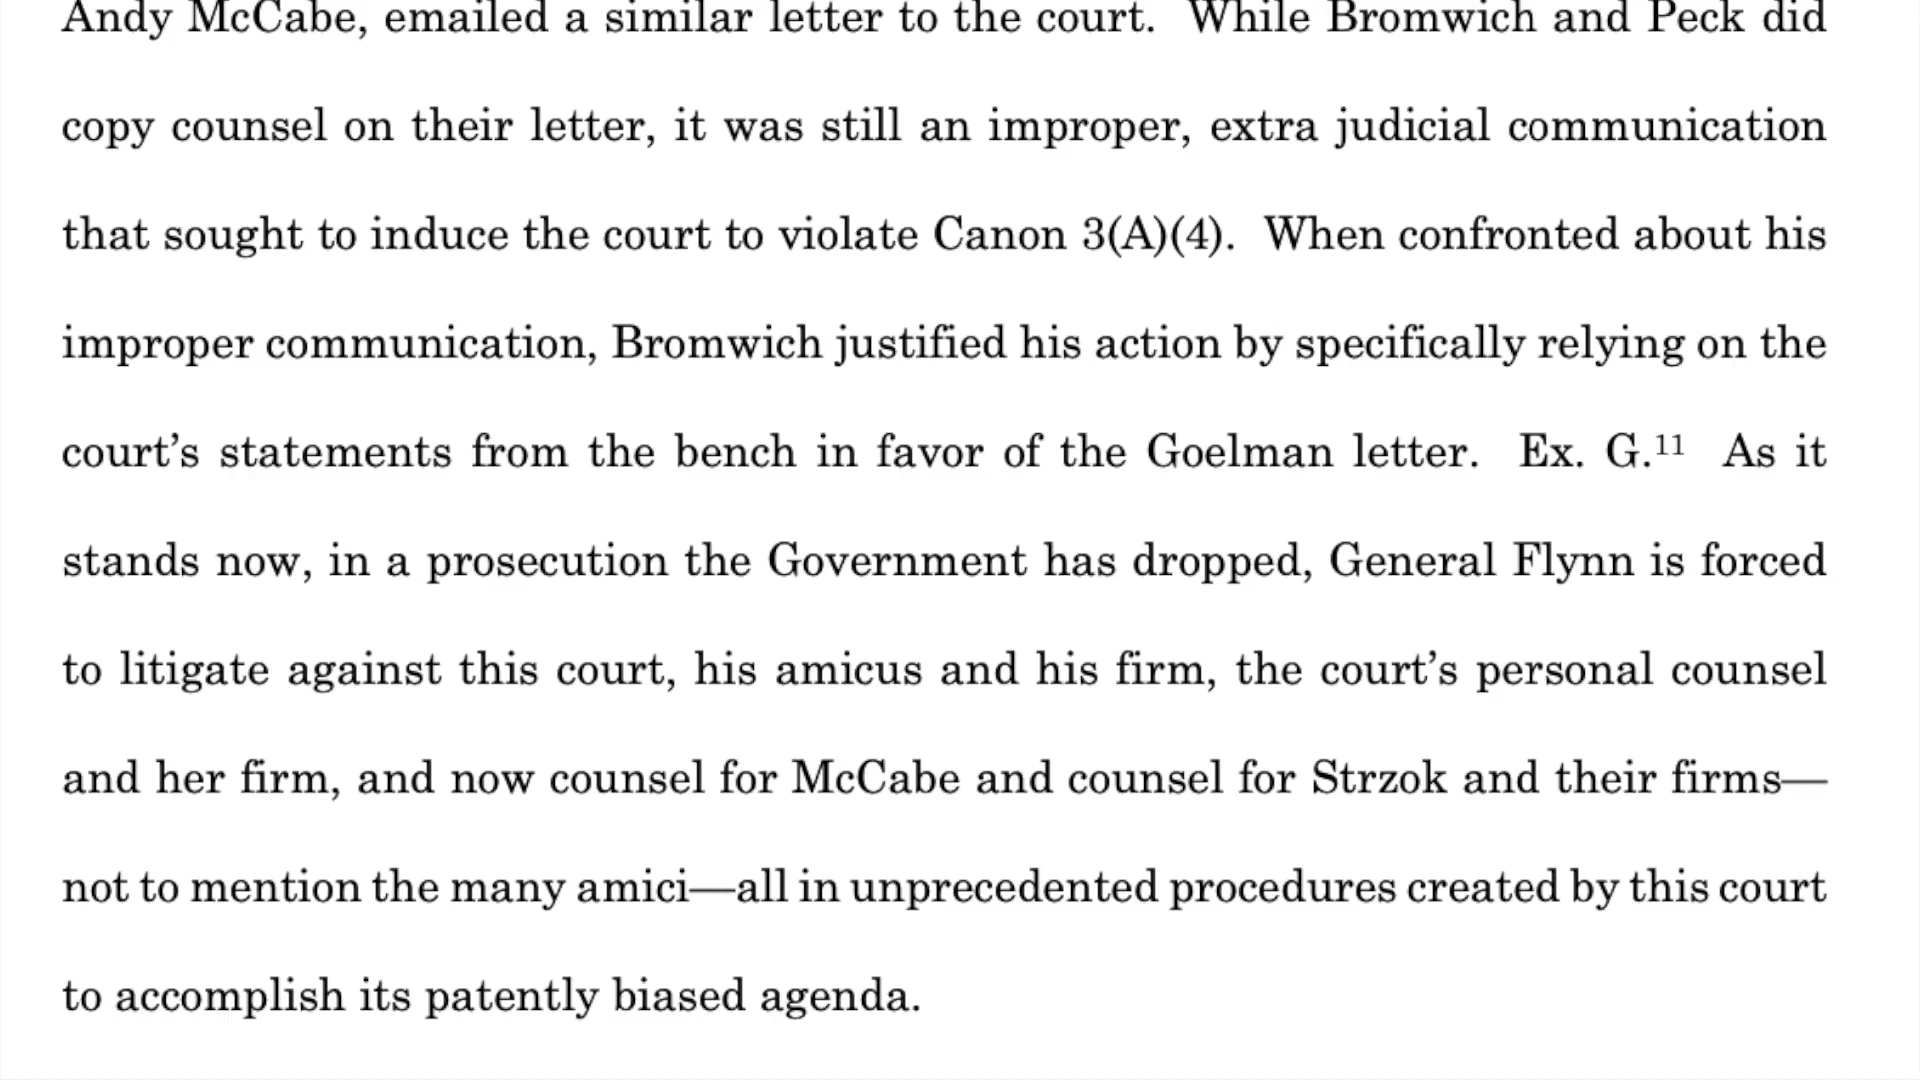 Andy McCabe, emailed a similar letter to the court. While Bromwich and Peck did
copy counsel on their letter, it was still an improper, extra judicial communication
that sought to induce the court to violate Canon 3(A)(4). When confronted about his
improper communication, Bromwich justified his action by specifically relying on the
court’s statements from the bench in favor of the Goelman letter. Ex. G.¹¹ As it
stands now, in a prosecution the Government has dropped, General Flynn is forced
to litigate against this court, his amicus and his firm, the court’s personal counsel
and her firm, and now counsel for McCabe and counsel for Strzok and their firms—
not to mention the many amici—all in unprecedented procedures created by this court
to accomplish its patently biased agenda.